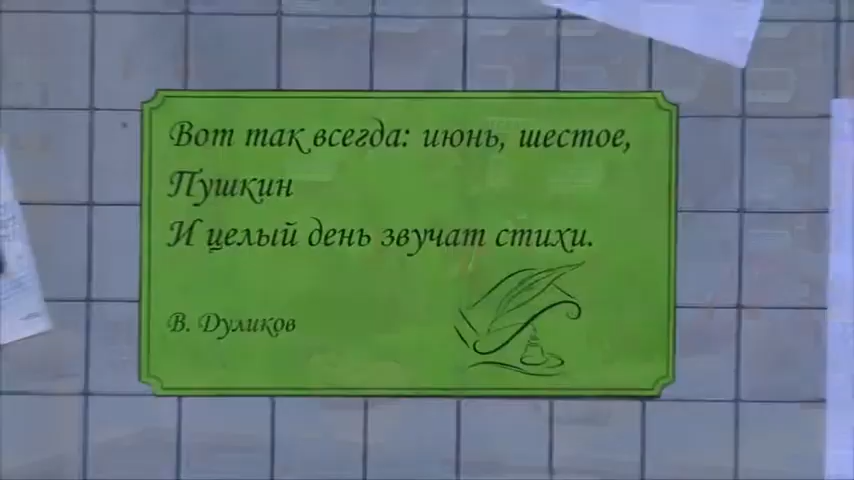 Вот так всегда: июнь, шестое,
Пушкин
И целый день звучат стихи.
В. Дуликов